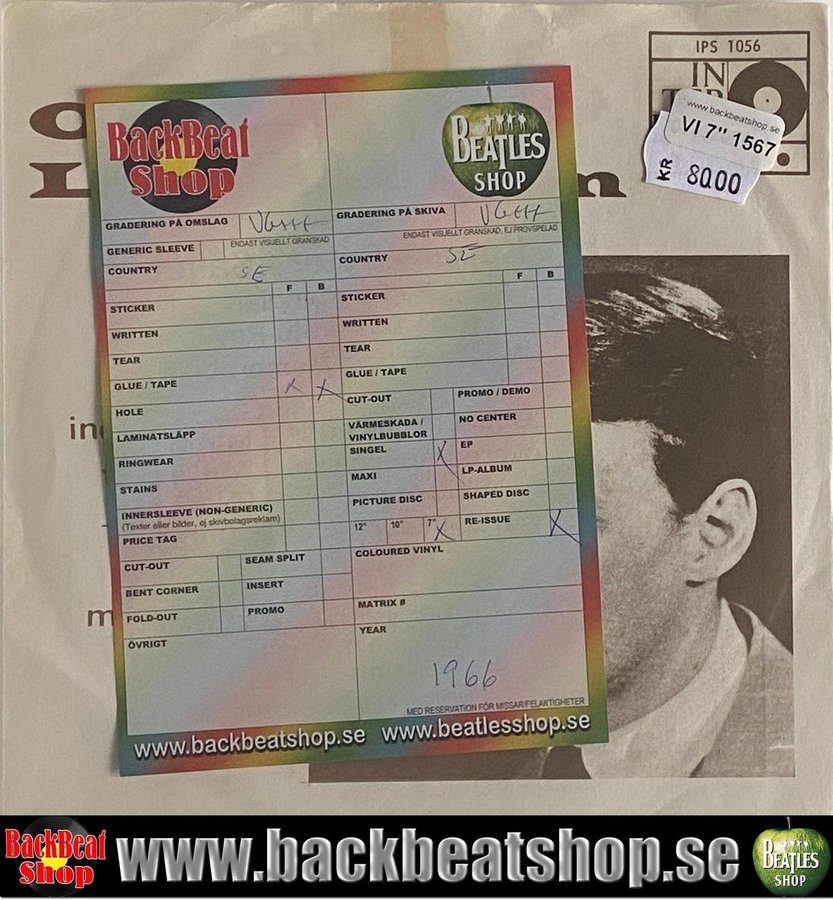 IPS 1056
IN
www.backbeatshop.se
VI 7" 1567
KR 8000
BackBeat
Shop
BEATLES
SHOP
GRADERING PÅ OMSLAG
GRADERING PÅ SKIVA
ENDAST VISUELLT GRANSKAD
ENDAST VISUELLT GRANSKAD, EJ PROVSPELAD
GENERIC SLEEVE
COUNTRY SE
COUNTRY SE
F B
F B
STICKER
STICKER
WRITTEN
WRITTEN
TEAR
TEAR
GLUE / TAPE X X
GLUE / TAPE
HOLE
CUT-OUT
PROMO / DEMO
LAMINATSLÄPP
VÄRMESKADA /
VINYLBUBBLOR
NO CENTER
RINGWEAR
SINGEL X
EP
STAINS
MAXI
LP-ALBUM
INNERSLEEVE (NON-GENERIC)
(Texter eller bilder, ej skivbolagsreklam)
PICTURE DISC
SHAPED DISC
PRICE TAG
12" 10" 7" X
RE-ISSUE X
CUT-OUT
SEAM SPLIT
COLOURED VINYL
BENT CORNER
INSERT
FOLD-OUT
PROMO
MATRIX #
ÖVRIGT
YEAR
1966
MED RESERVATION FÖR MISSAR/FELAKTIGHETER
www.backbeatshop.se www.beatlesshop.se
BackBeat
Shop
www.backbeatshop.se
BEATLES
SHOP